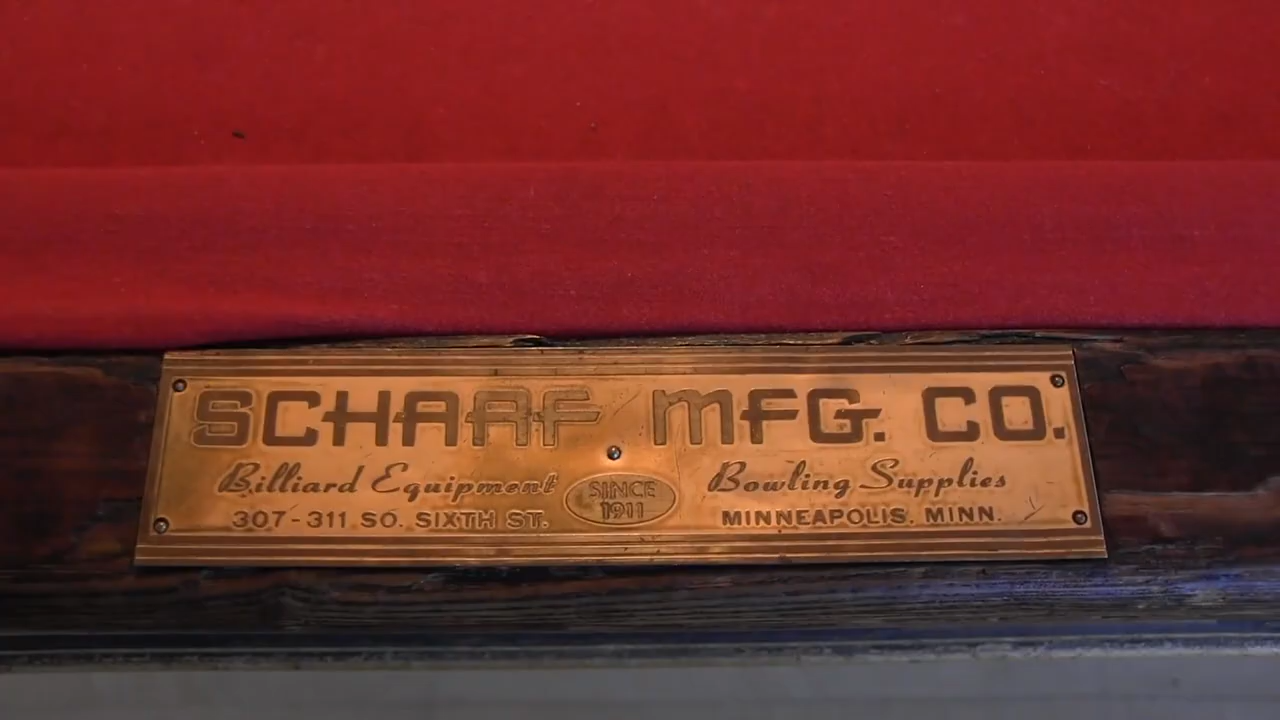 SCHAAF MFG. CO.
Billiard Equipment
Bowling Supplies
SINCE
1911
307-311 SO. SIXTH ST.
MINNEAPOLIS. MINN.